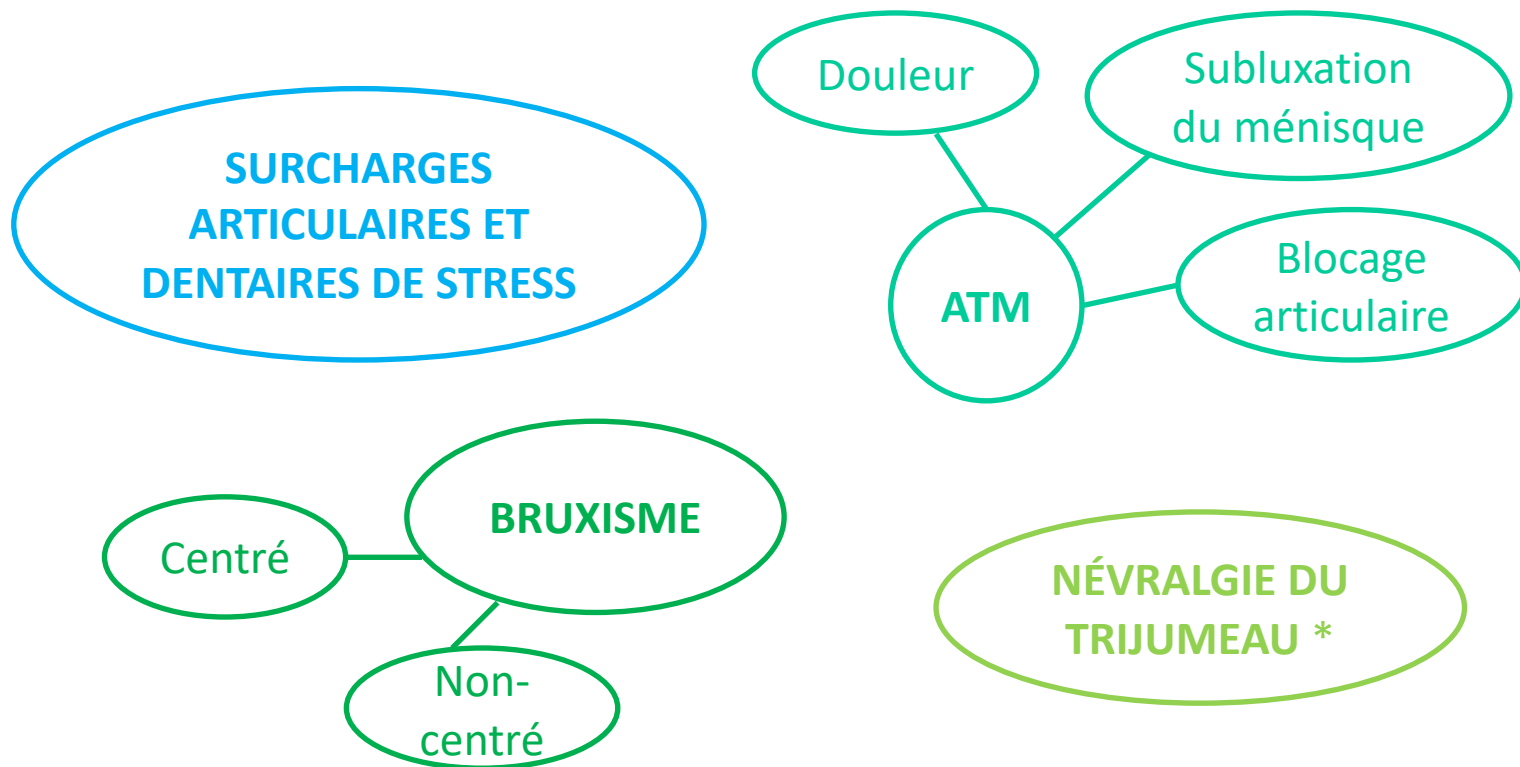 SURCHARGES
ARTICULAIRES ET
DENTAIRES DE STRESS
Douleur
Subluxation
du ménisque
ATM
Blocage
articulaire
BRUXISME
Centré
Non-
centré
NÉVRALGIE DU
TRIJUMEAU *